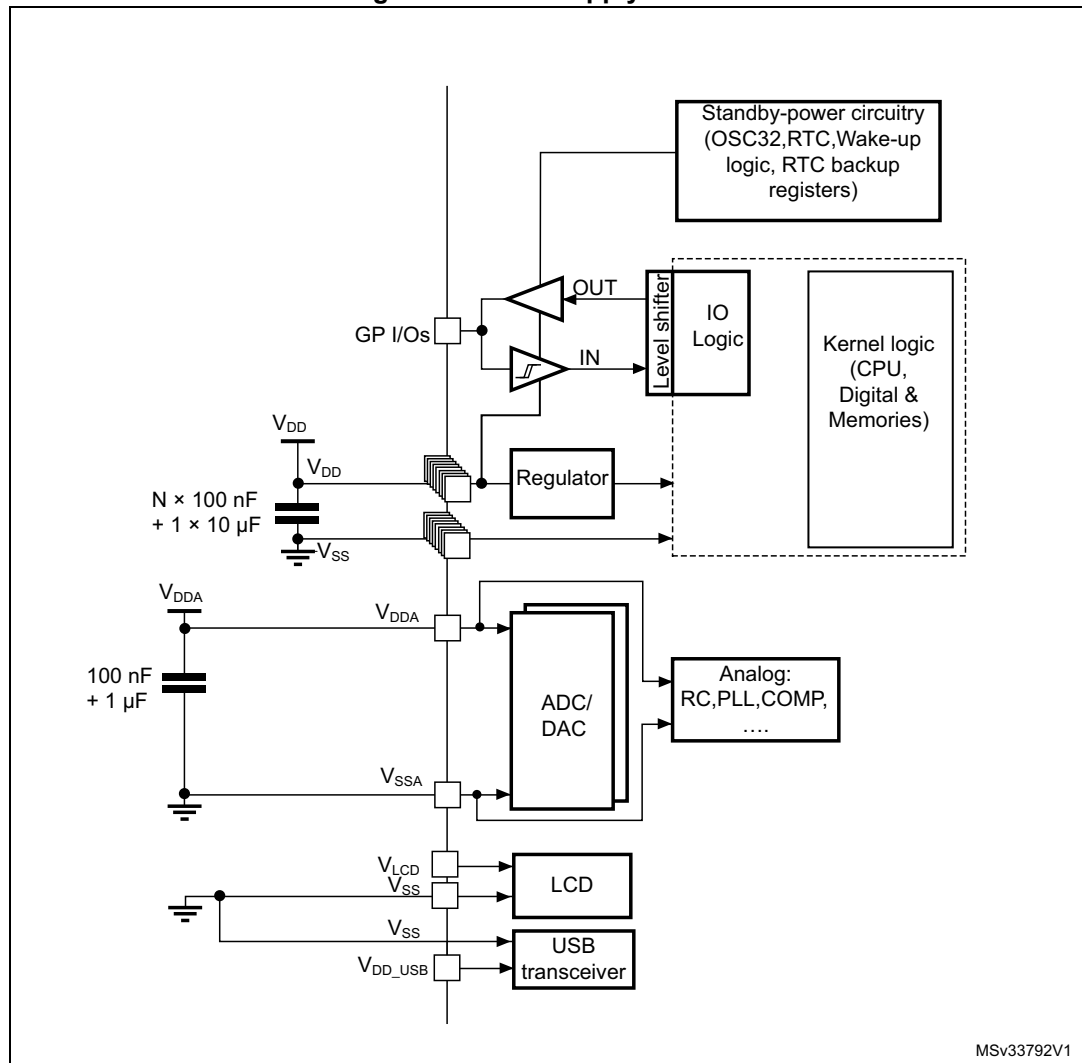 Standby-power circuitry
(OSC32,RTC,Wake-up
logic, RTC backup
registers)
OUT
Level shifter
IO
Logic
GP I/Os
IN
Kernel logic
(CPU,
Digital &
Memories)
VDD
VDD
Regulator
N × 100 nF
+ 1 × 10 µF
VSS
VDDA
VDDA
100 nF
+ 1 µF
ADC/
DAC
Analog:
RC,PLL,COMP,
....
VSSA
VLCD
VSS
LCD
VSS
USB
transceiver
VDD_USB
MSv33792V1